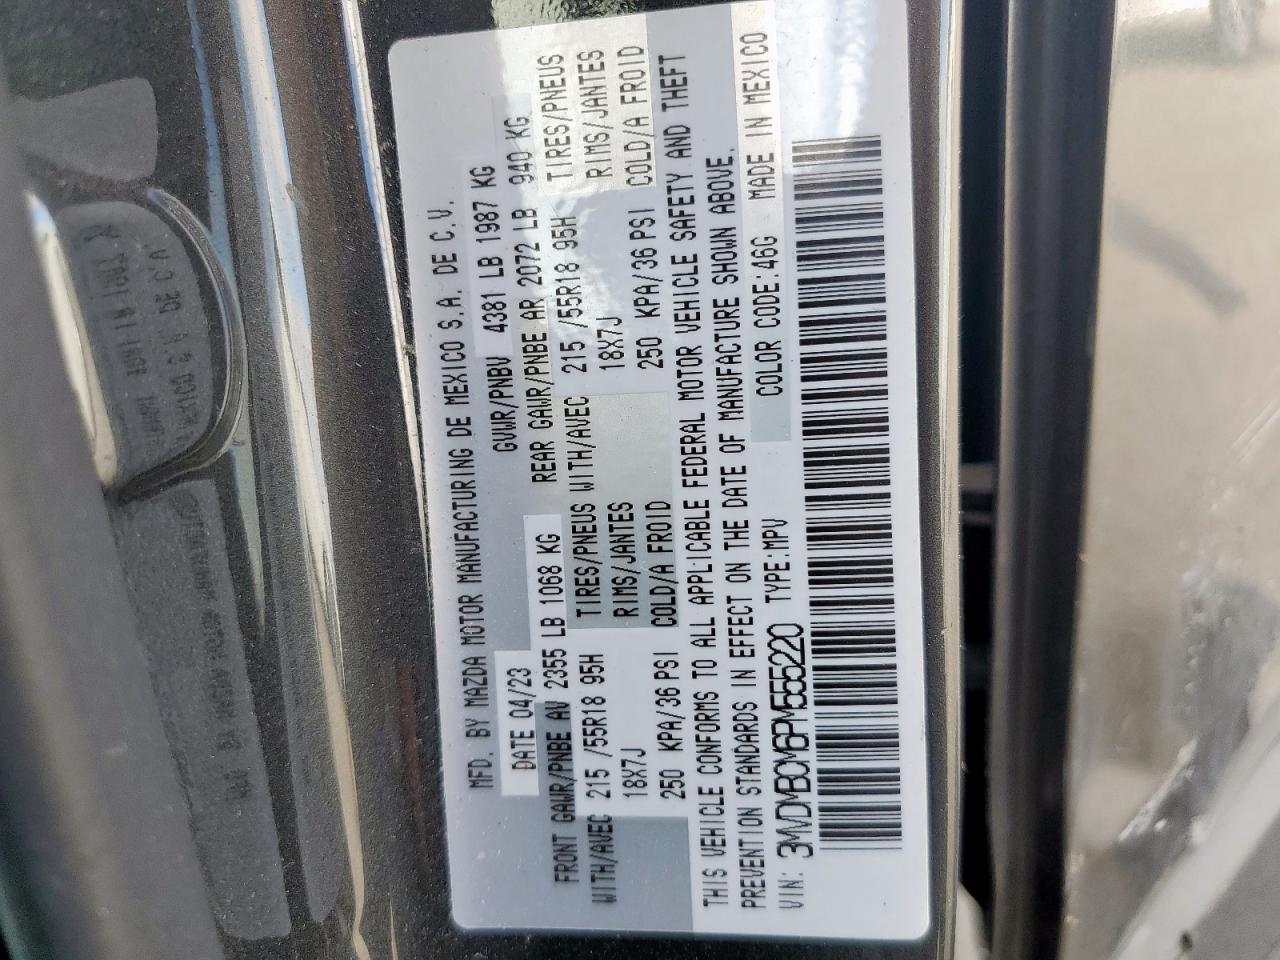 MFD. BY MAZDA MOTOR MANUFACTURING DE MEXICO S.A. DE C.V.
DATE 04/23 GVWR/PNBV 4381 LB 1987 KG
FRONT GAWR/PNBE AV 2355 LB 1068 KG REAR GAWR/PNBE AR 2072 LB 940 KG
WITH/AVEC 215 /55R18 95H TIRES/PNEUS WITH/AVEC 215 /55R18 95H TIRES/PNEUS
18X7J RIMS/JANTES 18X7J RIMS/JANTES
250 KPA/36 PSI COLD/A FROID 250 KPA/36 PSI COLD/A FROID
THIS VEHICLE CONFORMS TO ALL APPLICABLE FEDERAL MOTOR VEHICLE SAFETY AND THEFT
PREVENTION STANDARDS IN EFFECT ON THE DATE OF MANUFACTURE SHOWN ABOVE.
VIN: 3MVDMBCM6PM555220 TYPE:MPV COLOR CODE:46G MADE IN MEXICO